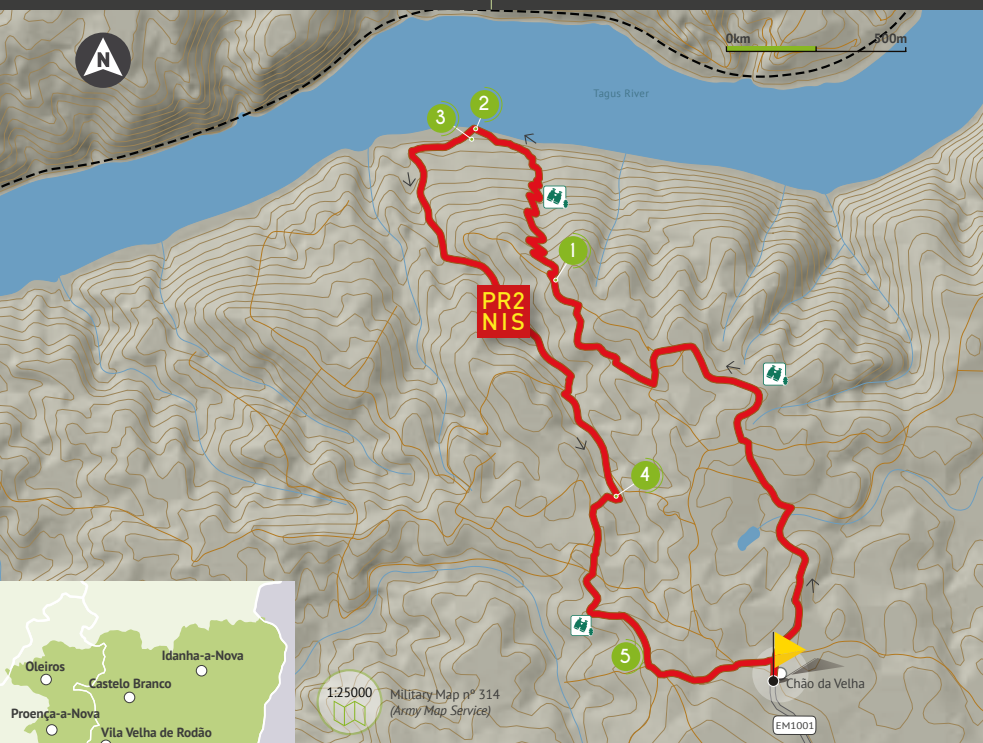 N
0km
500m
Tagus River
2
3
1
PR2
NIS
4
5
Chão da Velha
EM1001
1:25000
Military Map nº 314
(Army Map Service)
Idanha-a-Nova
Oleiros
Castelo Branco
Proença-a-Nova
Vila Velha de Rodão